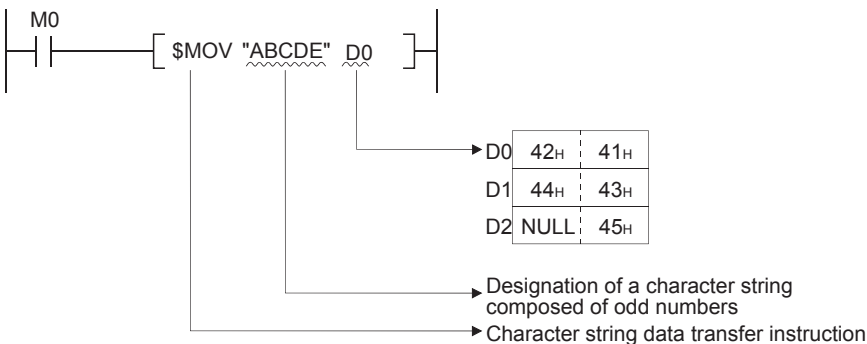 M0
$MOV "ABCDE" D0
D0 42H 41H
D1 44H 43H
D2 NULL 45H
Designation of a character string
composed of odd numbers
Character string data transfer instruction